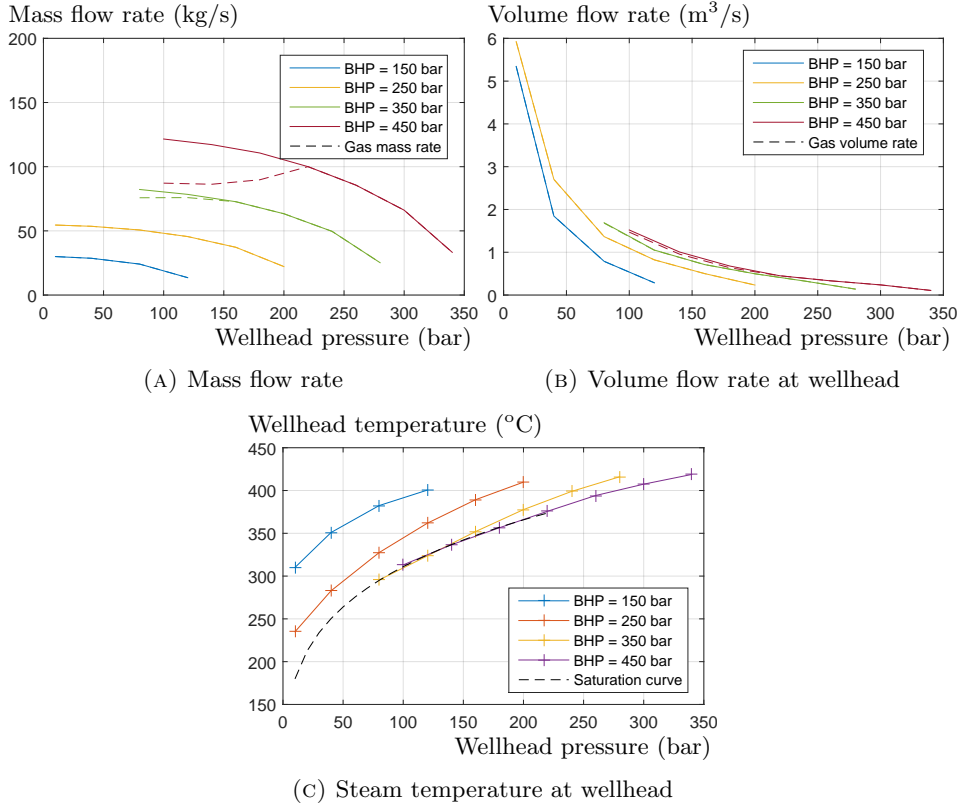 Mass flow rate (kg/s)
200
150
100
50
0
0 50 100 150 200 250 300 350
BHP = 150 bar
BHP = 250 bar
BHP = 350 bar
BHP = 450 bar
Gas mass rate
Wellhead pressure (bar)
(A) Mass flow rate
Volume flow rate (m³/s)
6
5
4
3
2
1
0
0 50 100 150 200 250 300 350
BHP = 150 bar
BHP = 250 bar
BHP = 350 bar
BHP = 450 bar
Gas volume rate
Wellhead pressure (bar)
(B) Volume flow rate at wellhead
Wellhead temperature (°C)
450
400
350
300
250
200
150
0 50 100 150 200 250 300 350
BHP = 150 bar
BHP = 250 bar
BHP = 350 bar
BHP = 450 bar
Saturation curve
Wellhead pressure (bar)
(C) Steam temperature at wellhead